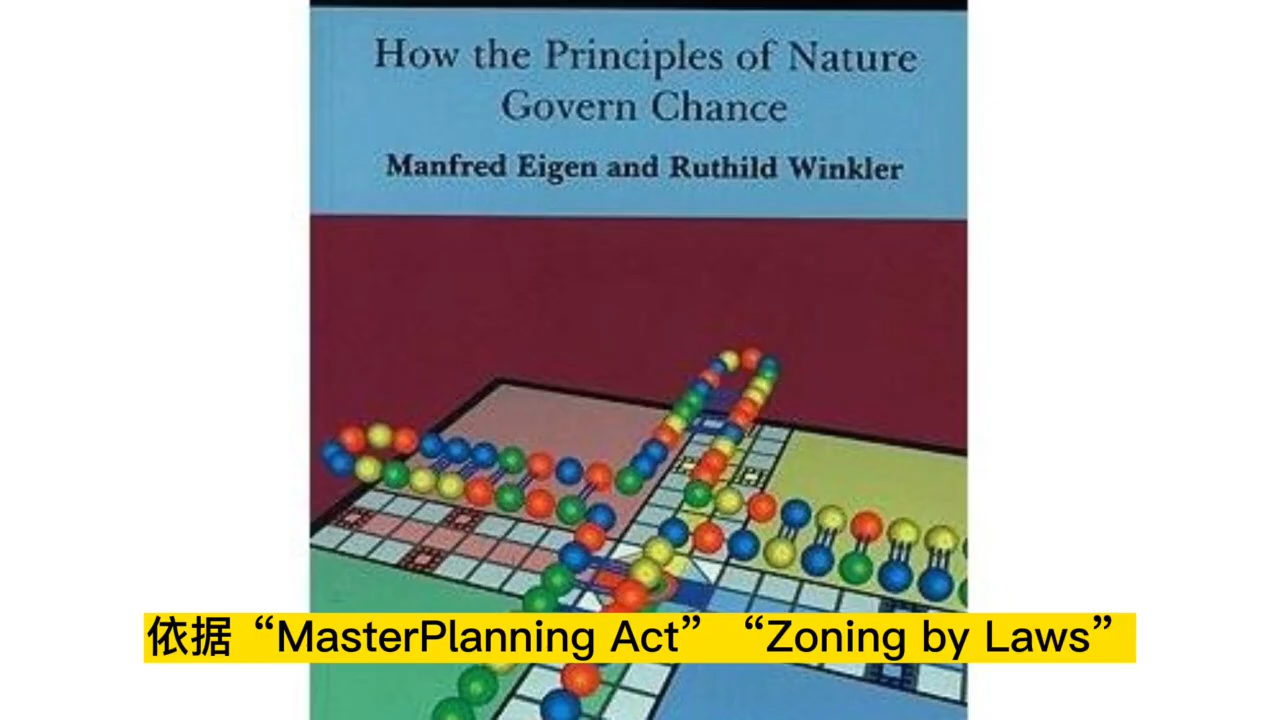 How the Principles of Nature
Govern Chance
Manfred Eigen and Ruthild Winkler
依据“MasterPlanning Act”“Zoning by Laws”